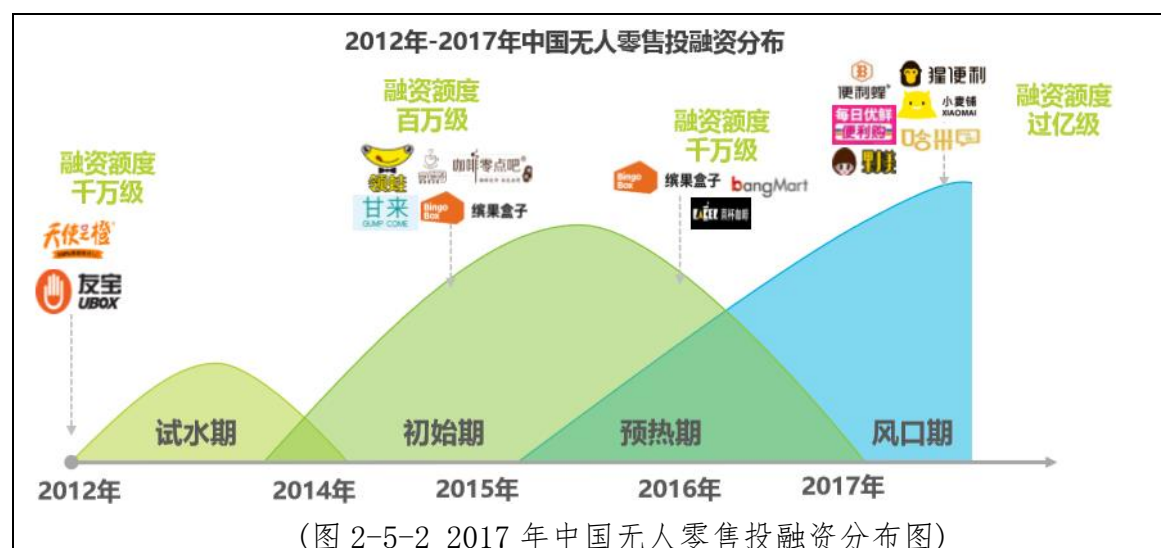 2012年-2017年中国无人零售投融资分布
融资额度
千万级
天使之橙
友宝
UBOX
融资额度
百万级
领蛙
咖啡零点吧
甘来
GUMP COME
Bingo
Box
缤果盒子
融资额度
千万级
Bingo
Box
缤果盒子
bangMart
融资额度
过亿级
便利蜂
猩便利
每日优鲜
便利购
小麦铺
XIAOMAI
果小美
试水期
初始期
预热期
风口期
2012年
2014年
2015年
2016年
2017年
(图 2-5-2 2017 年中国无人零售投融资分布图)